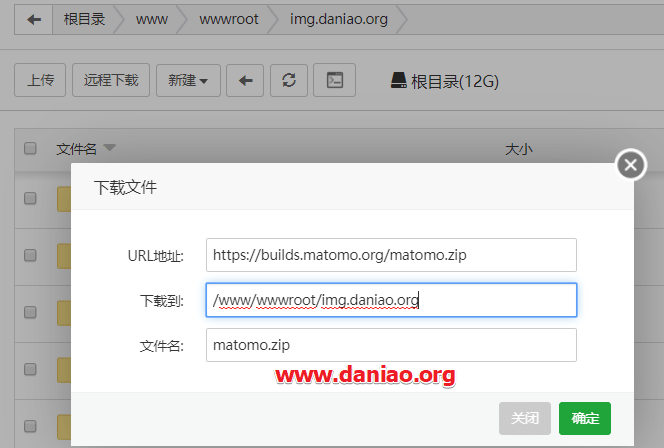 根目录 www wwwroot img.daniao.org
上传 远程下载 新建 根目录(12G)
文件名 大小
下载文件
URL地址: https://builds.matomo.org/matomo.zip
下载到: /www/wwwroot/img.daniao.org
文件名: matomo.zip
www.daniao.org
关闭 确定